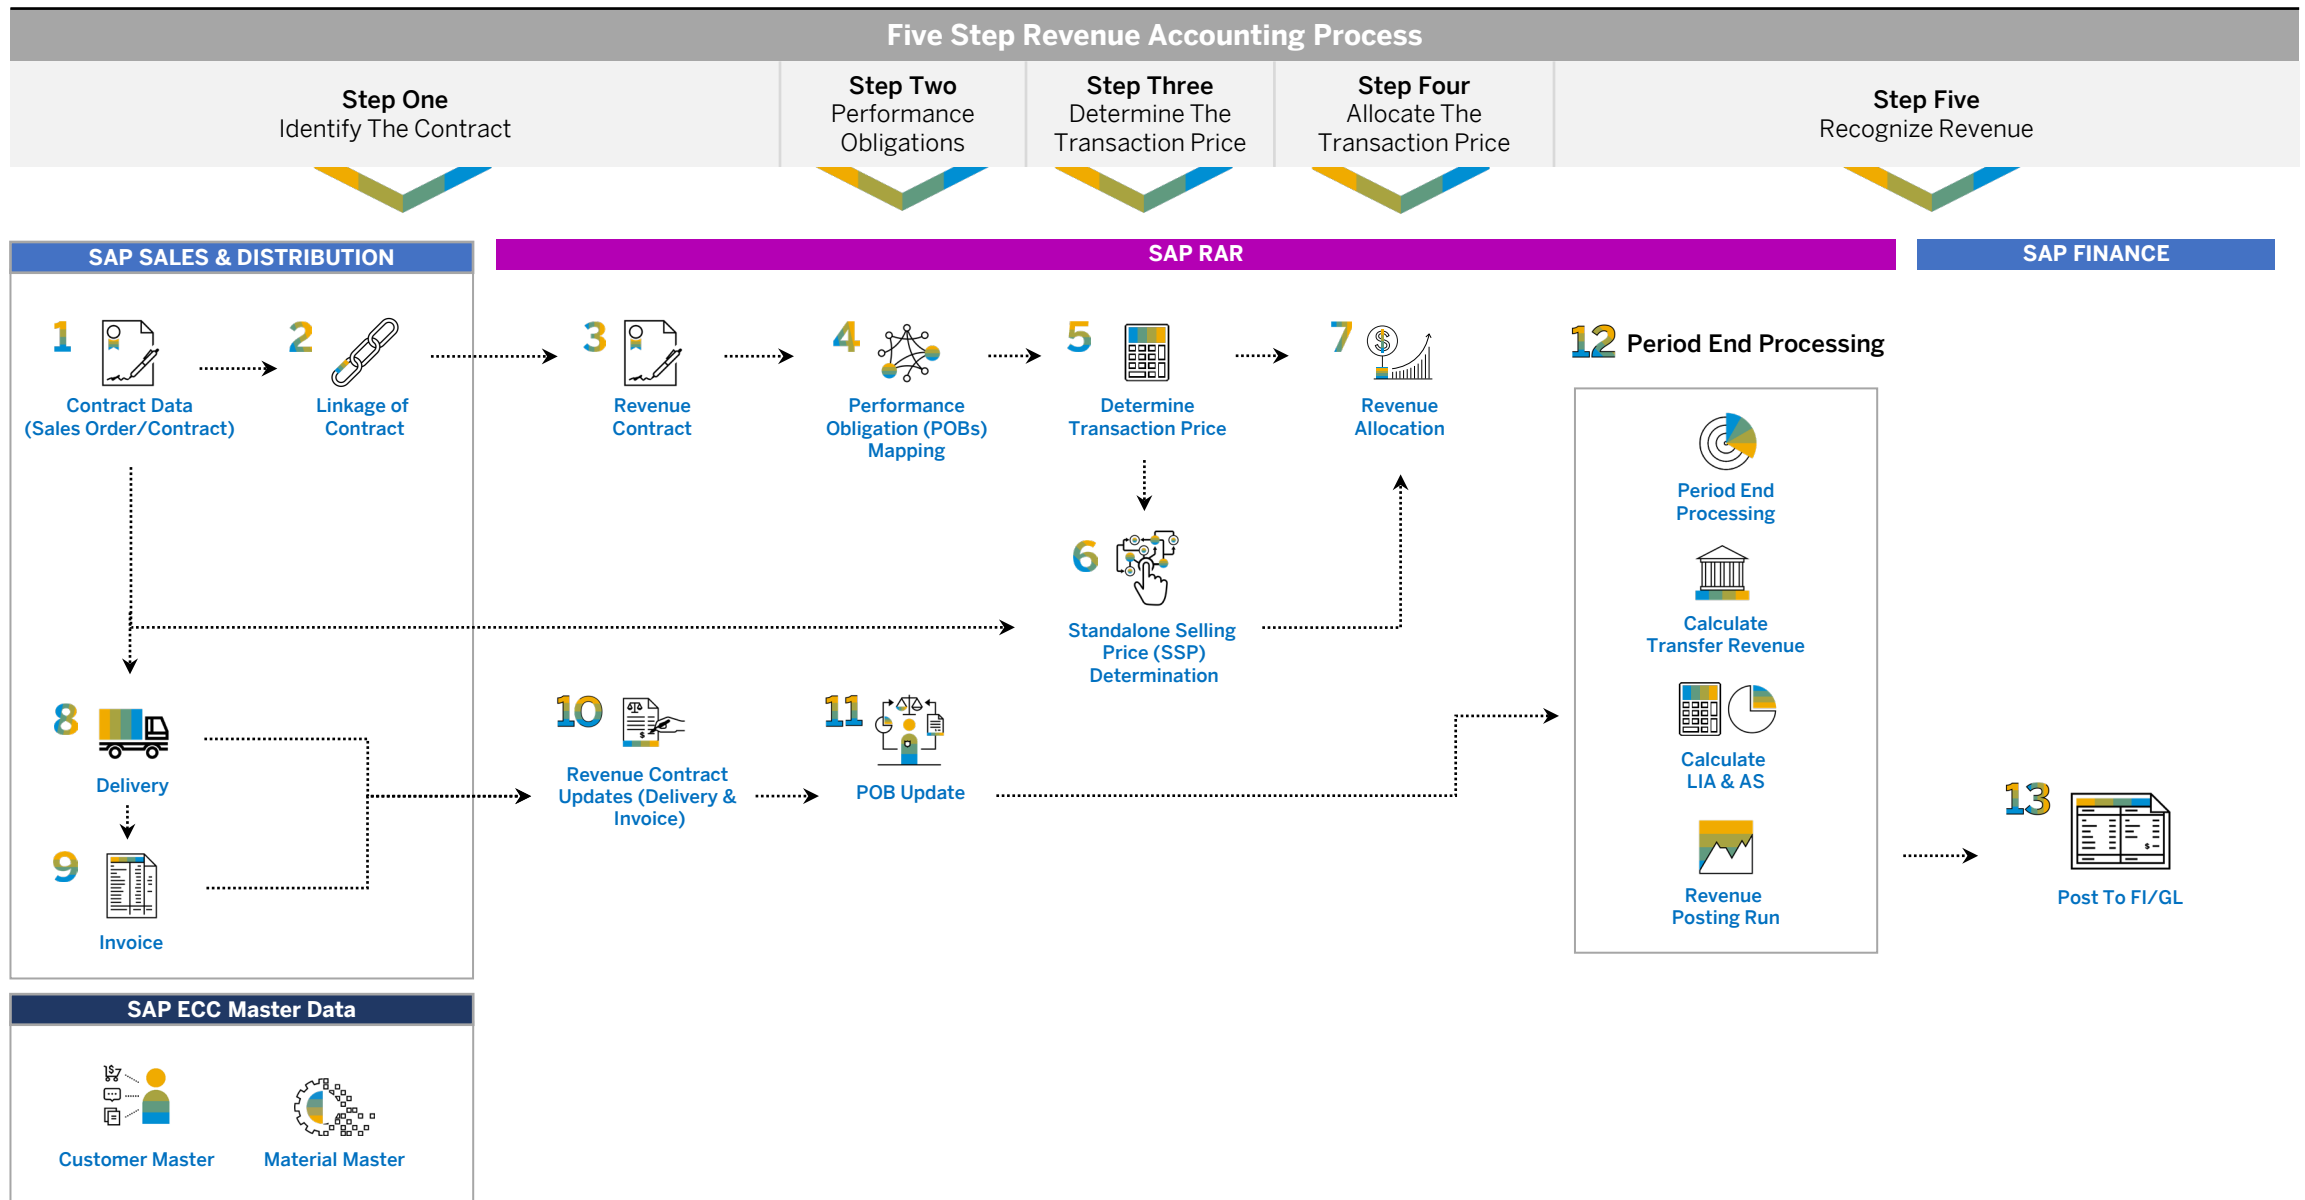 Five Step Revenue Accounting Process
Step One
Identify The Contract
Step Two
Performance
Obligations
Step Three
Determine The
Transaction Price
Step Four
Allocate The
Transaction Price
Step Five
Recognize Revenue
SAP SALES & DISTRIBUTION
SAP RAR
SAP FINANCE
1
Contract Data
(Sales Order/Contract)
2
Linkage of
Contract
3
Revenue
Contract
4
Performance
Obligation (POBs)
Mapping
5
Determine
Transaction Price
6
Standalone Selling
Price (SSP)
Determination
7
Revenue
Allocation
8
Delivery
9
Invoice
10
Revenue Contract
Updates (Delivery &
Invoice)
11
POB Update
12 Period End Processing
Period End
Processing
Calculate
Transfer Revenue
Calculate
LIA & AS
Revenue
Posting Run
13
Post To FI/GL
SAP ECC Master Data
Customer Master
Material Master